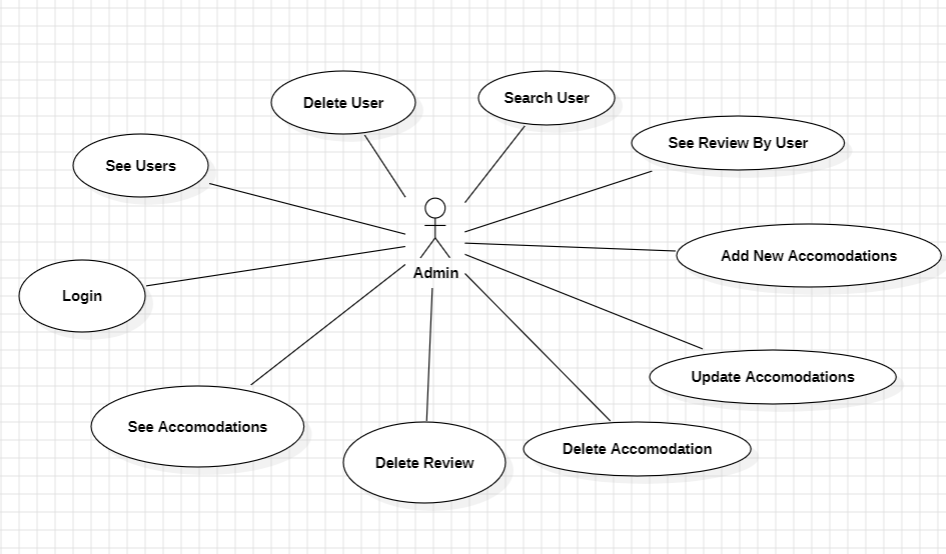 Delete User
Search User
See Review By User
See Users
Add New Accomodations
Admin
Login
Update Accomodations
See Accomodations
Delete Accomodation
Delete Review